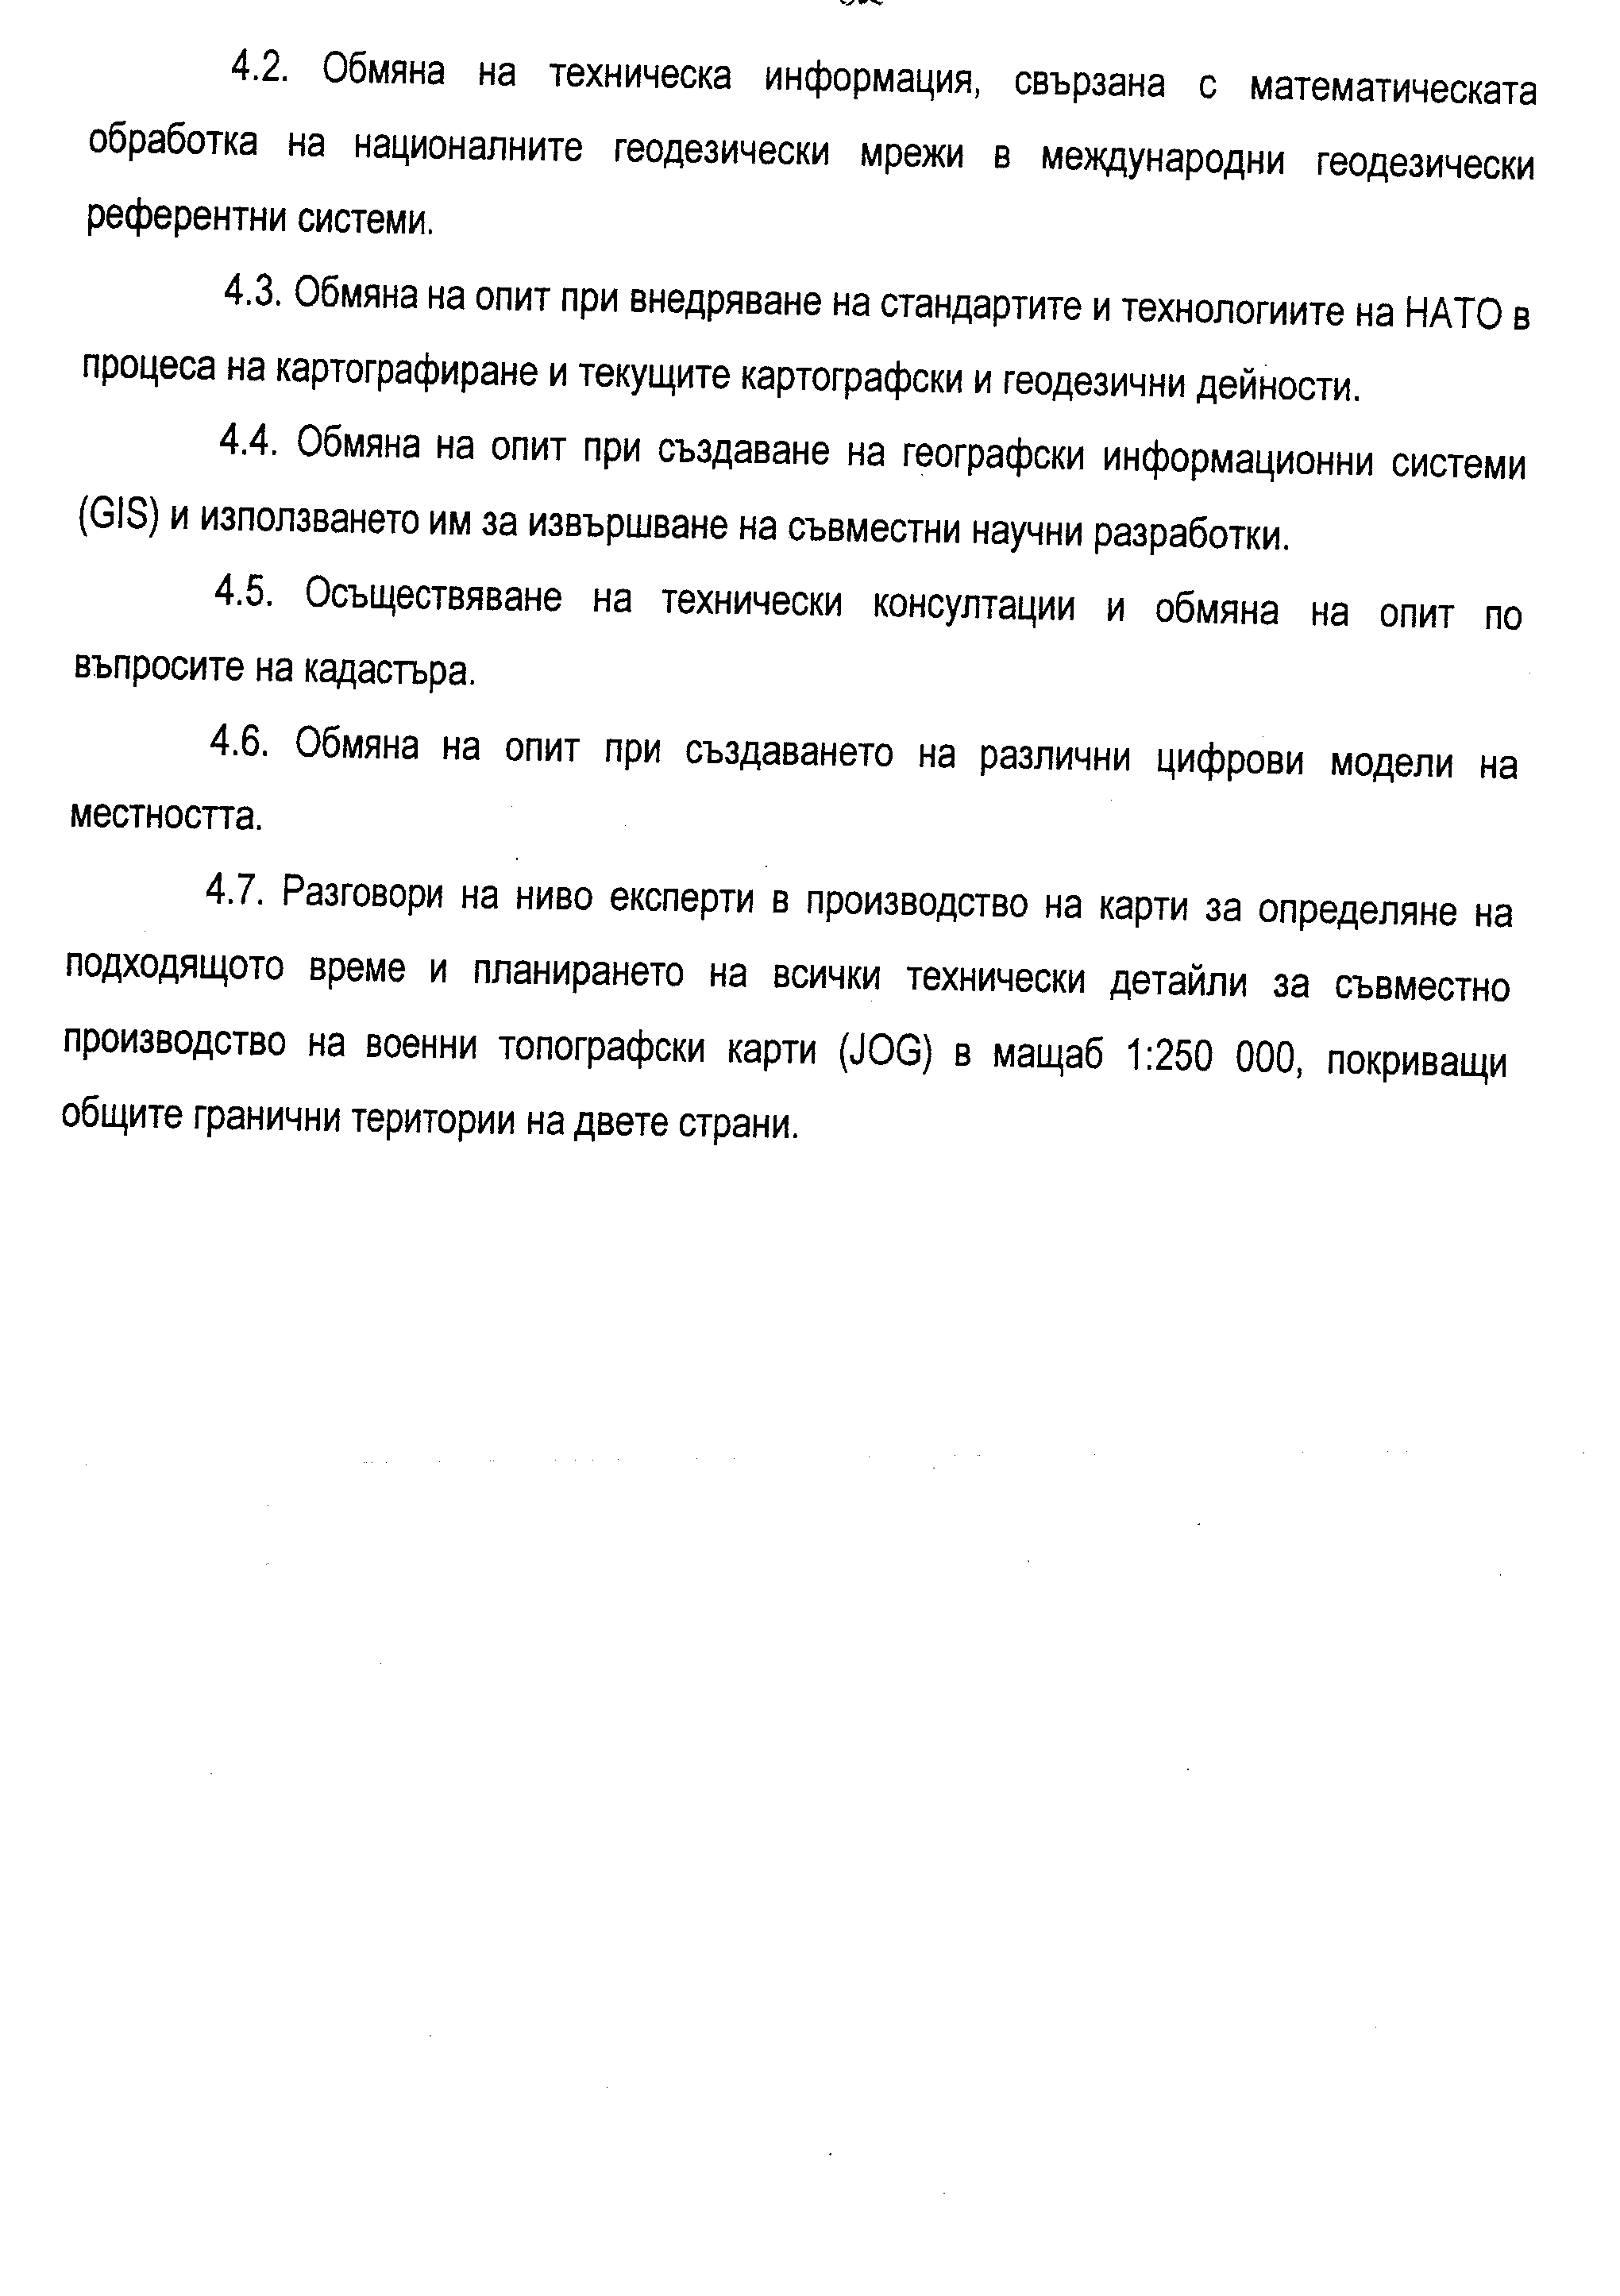 4.2. Обмяна на техническа информация, свързана с математическата
обработка на националните геодезически мрежи в международни геодезически
референтни системи.
4.3. Обмяна на опит при внедряване на стандартите и технологиите на НАТО в
процеса на картографиране и текущите картографски и геодезични дейности.
4.4. Обмяна на опит при създаване на географски информационни системи
(GIS) и използването им за извършване на съвместни научни разработки.
4.5. Осъществяване на технически консултации и обмяна на опит по
въпросите на кадастъра.
4.6. Обмяна на опит при създаването на различни цифрови модели на
местността.
4.7. Разговори на ниво експерти в производство на карти за определяне на
подходящото време и планирането на всички технически детайли за съвместно
производство на военни топографски карти (JOG) в мащаб 1:250 000, покриващи
общите гранични територии на двете страни.